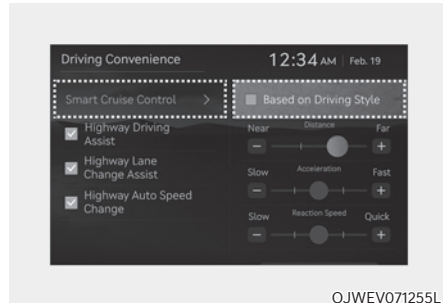 Driving Convenience
12:34 AM | Feb. 19
Smart Cruise Control >
Based on Driving Style
Highway Driving
Assist
Highway Lane
Change Assist
Highway Auto Speed
Change
Near Distance Far
− +
Slow Acceleration Fast
− +
Slow Reaction Speed Quick
− +
OJWEV071255L